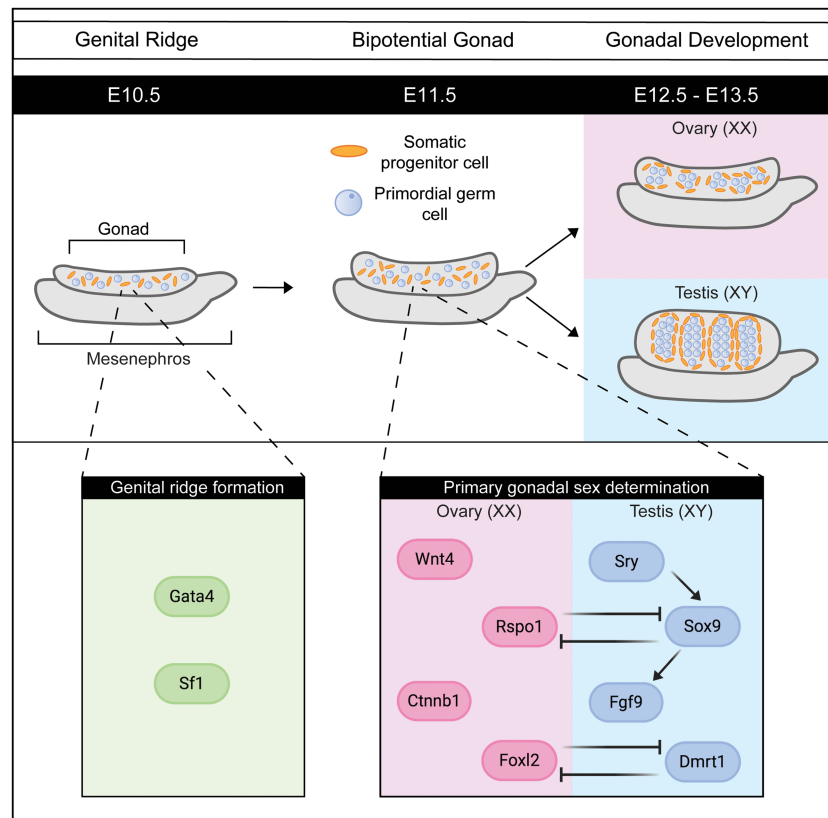 Genital Ridge
Bipotential Gonad
Gonadal Development
E10.5
E11.5
E12.5 - E13.5
Ovary (XX)
Somatic
progenitor cell
Primordial germ
cell
Gonad
Mesenephros
Testis (XY)
Genital ridge formation
Gata4
Sf1
Primary gonadal sex determination
Ovary (XX)
Testis (XY)
Wnt4
Sry
Rspo1
Sox9
Ctnnb1
Fgf9
Foxl2
Dmrt1